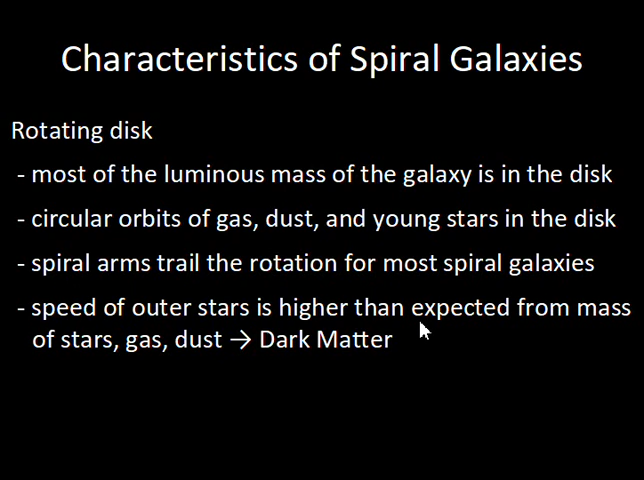 Characteristics of Spiral Galaxies
Rotating disk
- most of the luminous mass of the galaxy is in the disk
- circular orbits of gas, dust, and young stars in the disk
- spiral arms trail the rotation for most spiral galaxies
- speed of outer stars is higher than expected from mass
of stars, gas, dust → Dark Matter